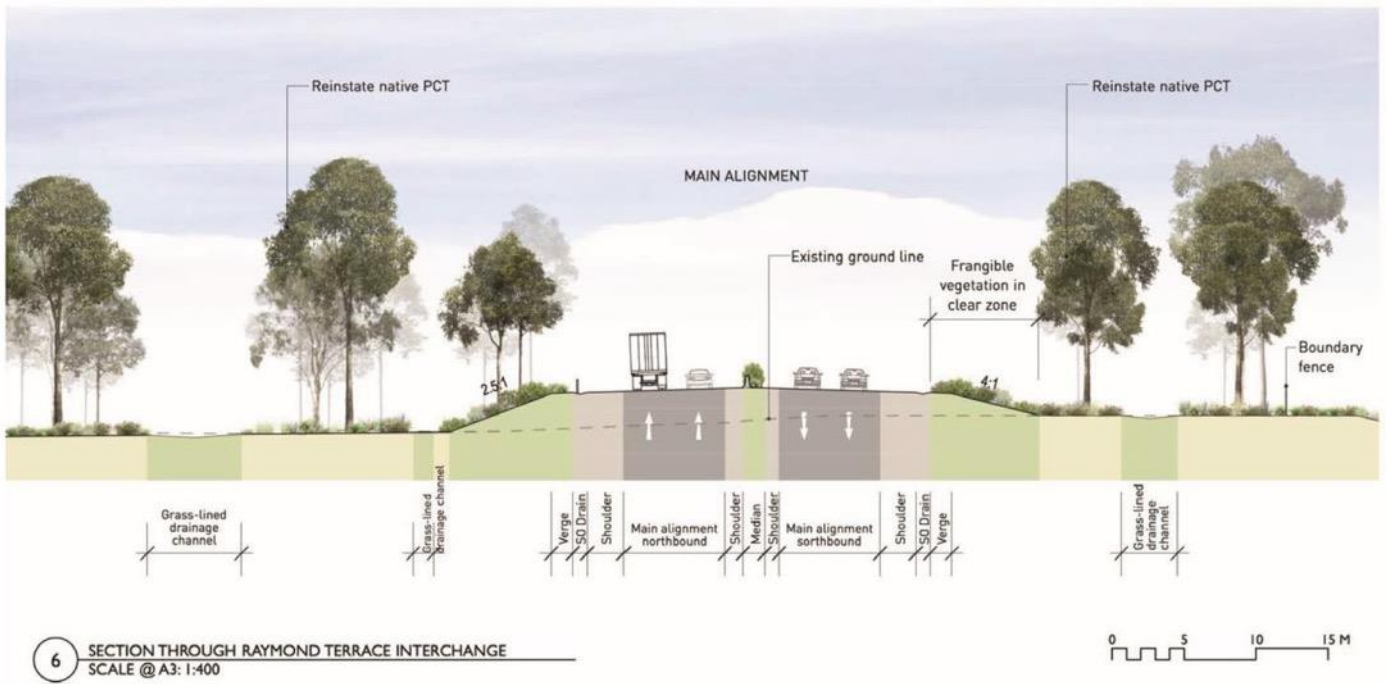 Reinstate native PCT
Reinstate native PCT
MAIN ALIGNMENT
Existing ground line
Frangible
vegetation in
clear zone
Boundary
fence
2.5:1
4:1
Grass-lined
drainage
channel
Grass-lined
drainage channel
Verge
SO Drain
Shoulder
Main alignment
northbound
Shoulder
Median
Shoulder
Main alignment
sorthbound
Shoulder
SO Drain
Verge
Grass-lined
drainage
channel
6
SECTION THROUGH RAYMOND TERRACE INTERCHANGE
SCALE @ A3: 1:400
0 5 10 15 M